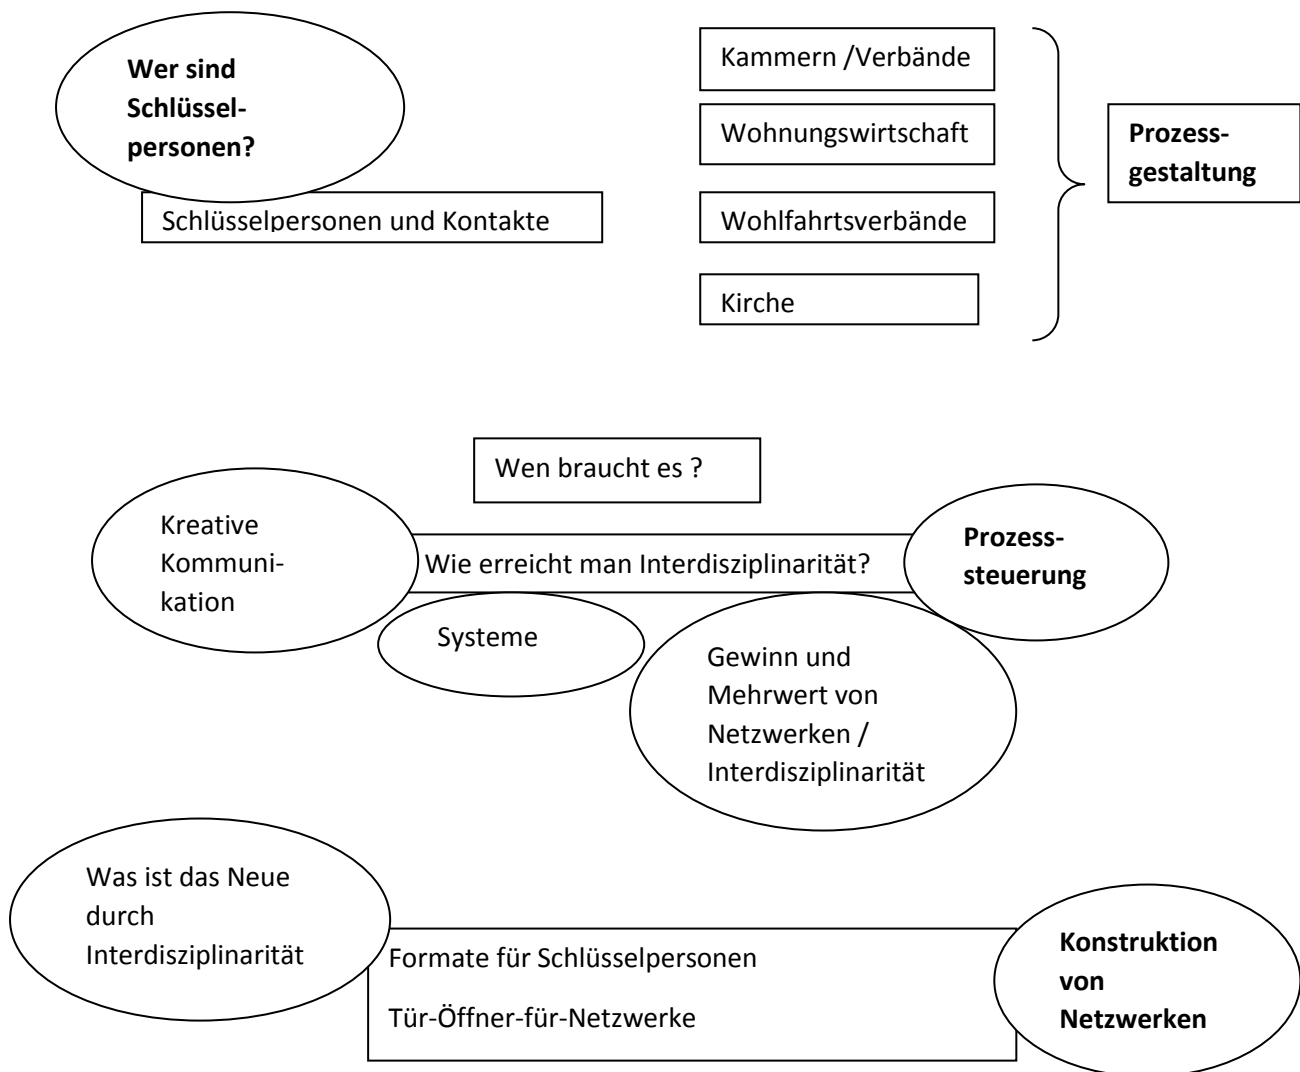 Wer sind
Schlüssel-
personen?
Schlüsselpersonen und Kontakte
Kammern /Verbände
Wohnungswirtschaft
Wohlfahrtsverbände
Kirche
Prozess-
gestaltung
Wen braucht es ?
Kreative
Kommuni-
kation
Wie erreicht man Interdisziplinarität?
Prozess-
steuerung
Systeme
Gewinn und
Mehrwert von
Netzwerken /
Interdisziplinarität
Was ist das Neue
durch
Interdisziplinarität
Formate für Schlüsselpersonen
Tür-Öffner-für-Netzwerke
Konstruktion
von
Netzwerken